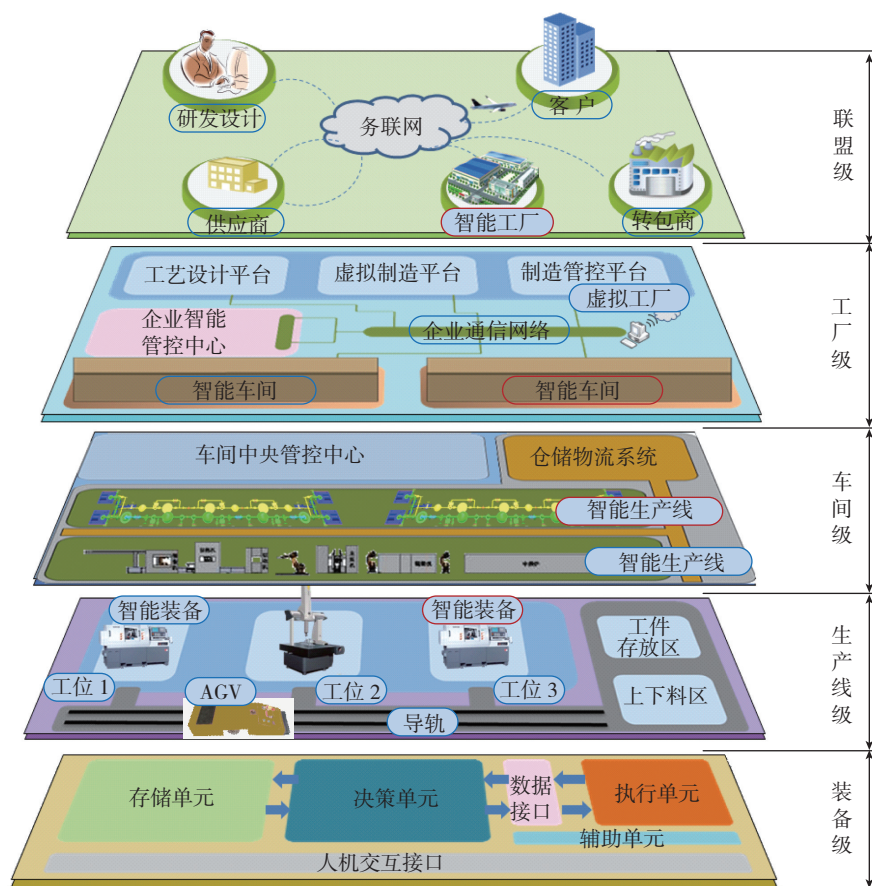 研发设计
客户
务联网
供应商
智能工厂
转包商
联盟级
工艺设计平台
虚拟制造平台
制造管控平台
虚拟工厂
企业智能
管控中心
企业通信网络
智能车间
智能车间
工厂级
车间中央管控中心
仓储物流系统
智能生产线
智能生产线
车间级
智能装备
智能装备
工件
存放区
工位 1
AGV
工位 2
工位 3
上下料区
导轨
生产线级
存储单元
决策单元
数据
接口
执行单元
辅助单元
人机交互接口
装备级